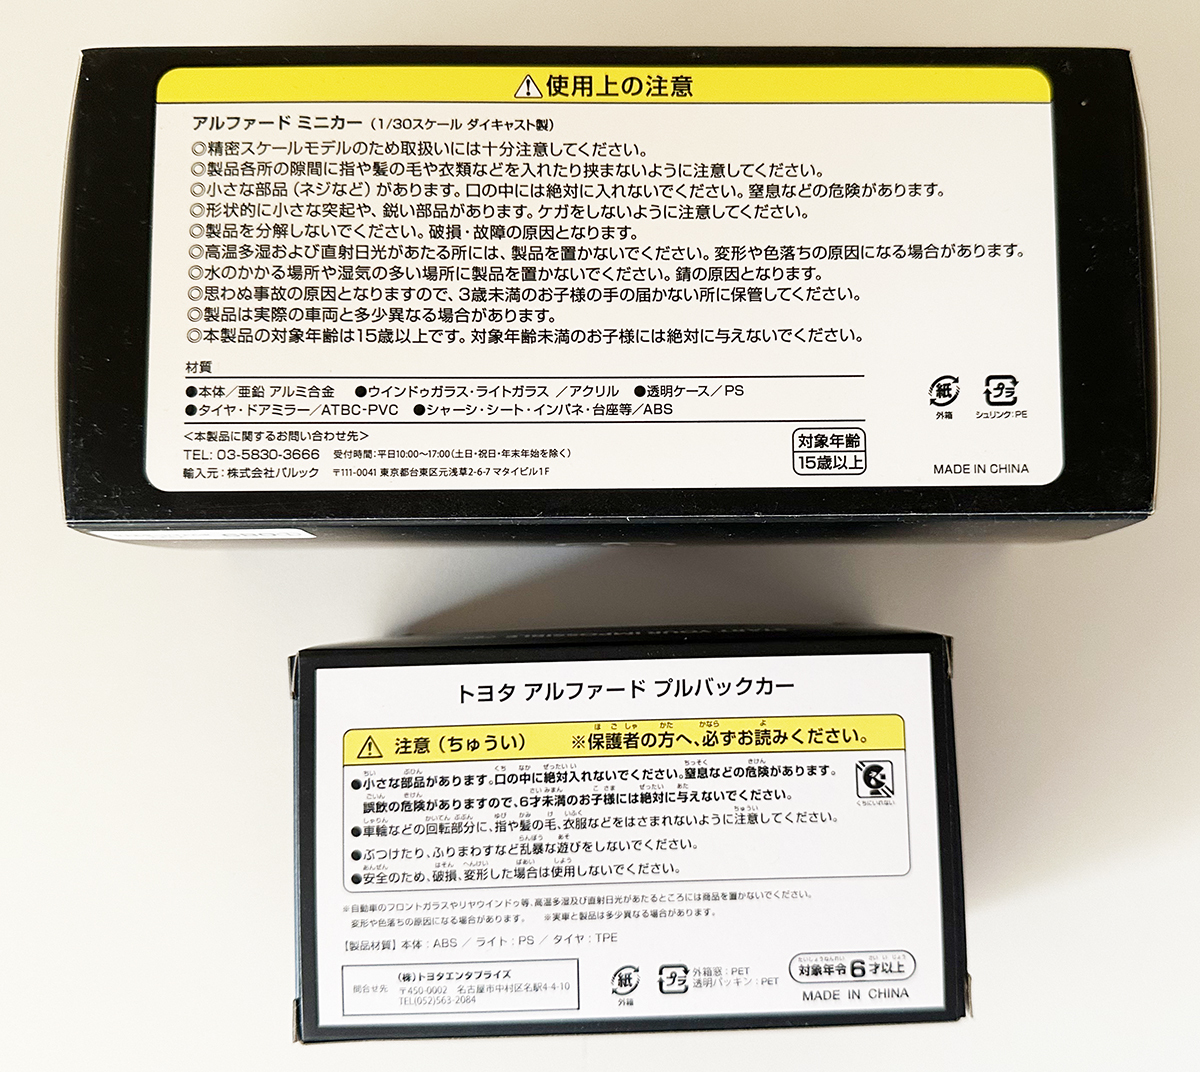 ⚠使用上の注意
アルファード ミニカー（1/30スケール ダイキャスト製）
◎精密スケールモデルのため取扱いには十分注意してください。
◎製品各所の隙間に指や髪の毛や衣類などを入れたり挟まないように注意してください。
◎小さな部品（ネジなど）があります。口の中には絶対に入れないでください。窒息などの危険があります。
◎形状的に小さな突起や、鋭い部品があります。ケガをしないように注意してください。
◎製品を分解しないでください。破損・故障の原因となります。
◎高温多湿および直射日光があたる所には、製品を置かないでください。変形や色落ちの原因になる場合があります。
◎水のかかる場所や湿気の多い場所に製品を置かないでください。錆の原因となります。
◎思わぬ事故の原因となりますので、3歳未満のお子様の手の届かない所に保管してください。
◎製品は実際の車両と多少異なる場合があります。
◎本製品の対象年齢は15歳以上です。対象年齢未満のお子様には絶対に与えないでください。
材質
●本体／亜鉛 アルミ合金 ●ウインドゥガラス・ライトガラス ／アクリル ●透明ケース／PS
●タイヤ・ドアミラー／ATBC-PVC ●シャーシ・シート・インパネ・台座等／ABS
紙 外箱
プラ シュリンク：PE
＜本製品に関するお問い合わせ先＞
TEL: 03-5830-3666 受付時間：平日10:00〜17:00（土日・祝日・年末年始を除く）
輸入元：株式会社バルック 〒111-0041 東京都台東区元浅草2-6-7 マタイビル1F
対象年齢
15歳以上
MADE IN CHINA
START YOUR IMPOSSIBLE
トヨタ アルファード プルバックカー
⚠ 注意（ちゅうい） ※保護者の方へ、必ずお読みください。
●小さな部品があります。口の中に絶対入れないでください。窒息などの危険があります。
誤飲の危険がありますので、6才未満のお子様には絶対に与えないでください。
くちにいれない
●車輪などの回転部分に、指や髪の毛、衣服などをはさまれないように注意してください。
●ぶつけたり、ふりまわすなど乱暴な遊びをしないでください。
●安全のため、破損、変形した場合は使用しないでください。
※自動車のフロントガラスやリヤウインドゥ等、高温多湿及び直射日光があたるところには商品を置かないでください。
変形や色落ちの原因になる場合があります。 ※実車と製品は多少異なる場合があります。
【製品材質】本体：ABS ／ ライト：PS ／ タイヤ：TPE
問合せ先
（株）トヨタエンタプライズ
〒450-0002 名古屋市中村区名駅4-4-10
TEL(052)563-2084
紙 外箱
プラ 外箱窓：PET
透明パッキン：PET
対象年令 6才以上
MADE IN CHINA